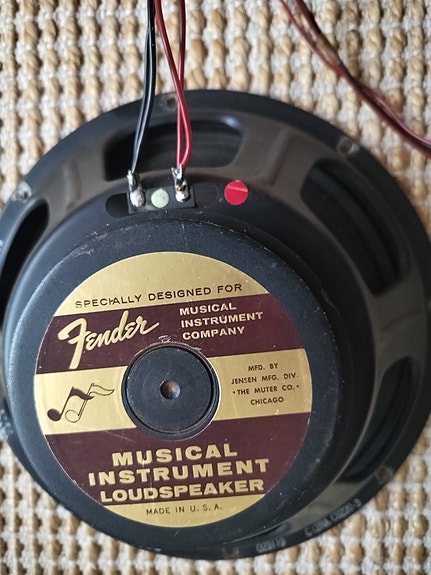 SPECIALLY DESIGNED FOR
Fender
MUSICAL
INSTRUMENT
COMPANY
MFD. BY
JENSEN MFG. DIV.
• THE MUTER CO. •
CHICAGO
MUSICAL
INSTRUMENT
LOUDSPEAKER
MADE IN U. S. A.